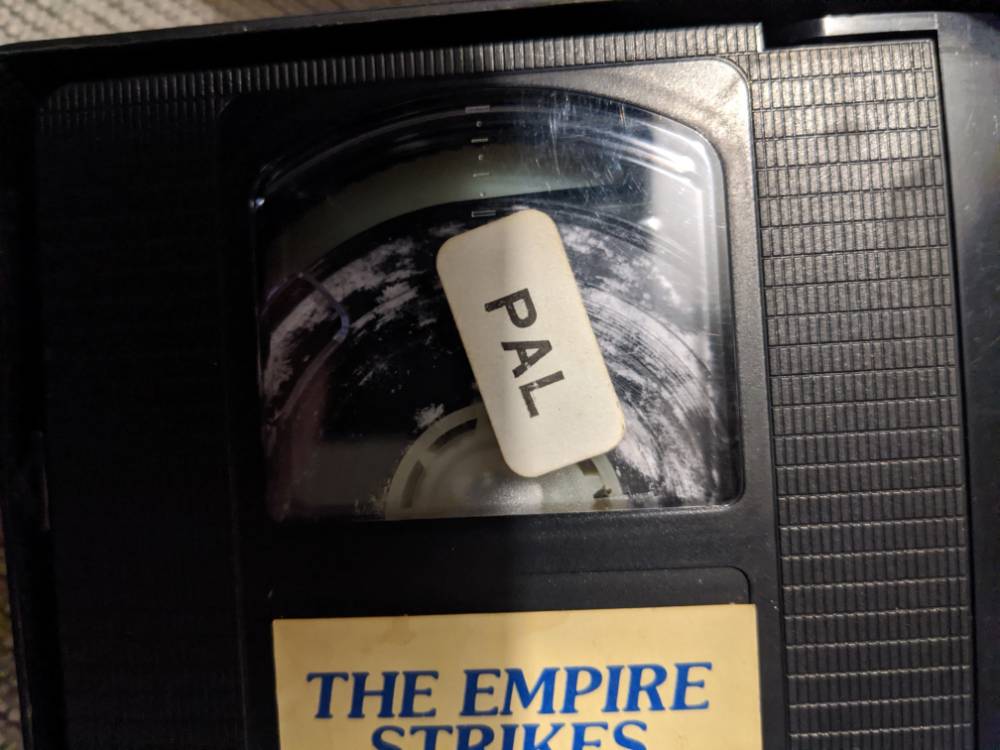 PAL
THE EMPIRE
STRIKES